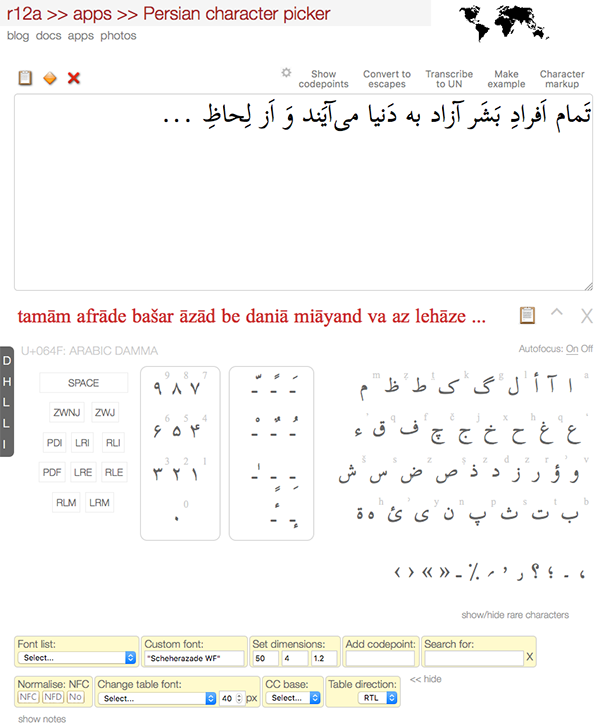 r12a >> apps >> Persian character picker
blog docs apps photos
Show codepoints
Convert to escapes
Transcribe to UN
Make example
Character markup
تَمام اَفرادِ بَشَر آزاد به دَنیا می‌آیَند وَ اَز لِحاظِ ...
tamām afrāde bašar āzād be daniā miāyand va az lehāze ...
U+064F: ARABIC DAMMA
Autofocus: On Off
D
H
L
L
I
SPACE
ZWNJ ZWJ
PDI LRI RLI
PDF LRE RLE
RLM LRM
۷ ۸ ۹
۴ ۵ ۶
۱ ۲ ۳
۰
ا آ أ ل گ ک ط ظ م
ع غ ح خ ج چ ف ق ء
و ؤ ر ز د ذ ص ض س ش
ب ت ث پ ن ی ئ ه ة
show/hide rare characters
Font list:
Select...
Custom font:
"Scheherazade WF"
Set dimensions:
50 4 1.2
Add codepoint:
Search for:
X
Normalise: NFC
NFC NFD No
Change table font:
Select... 40 px
CC base:
Select...
Table direction:
RTL
<< hide
show notes